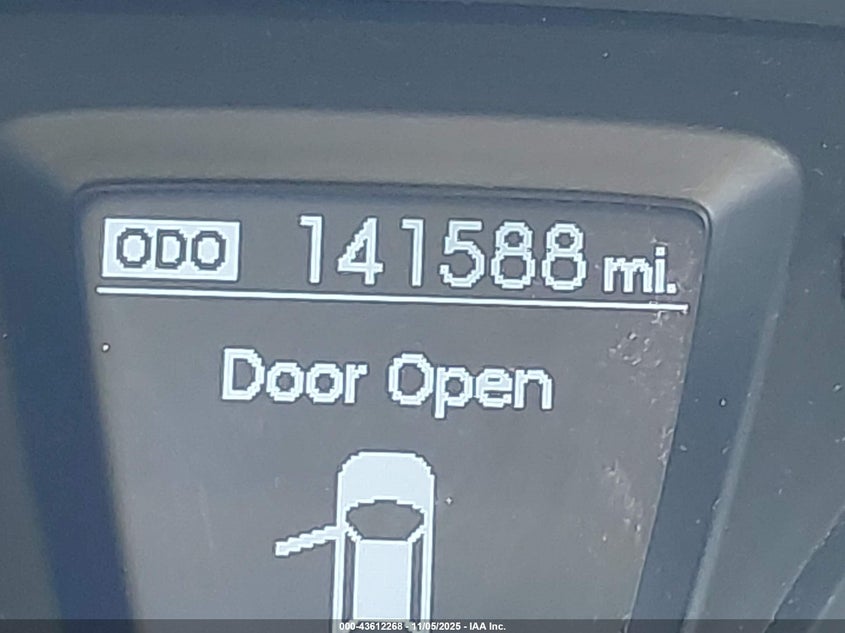 ODO 141588 mi.
Door Open
000-43612268 - 11/05/2025 - IAA Inc.